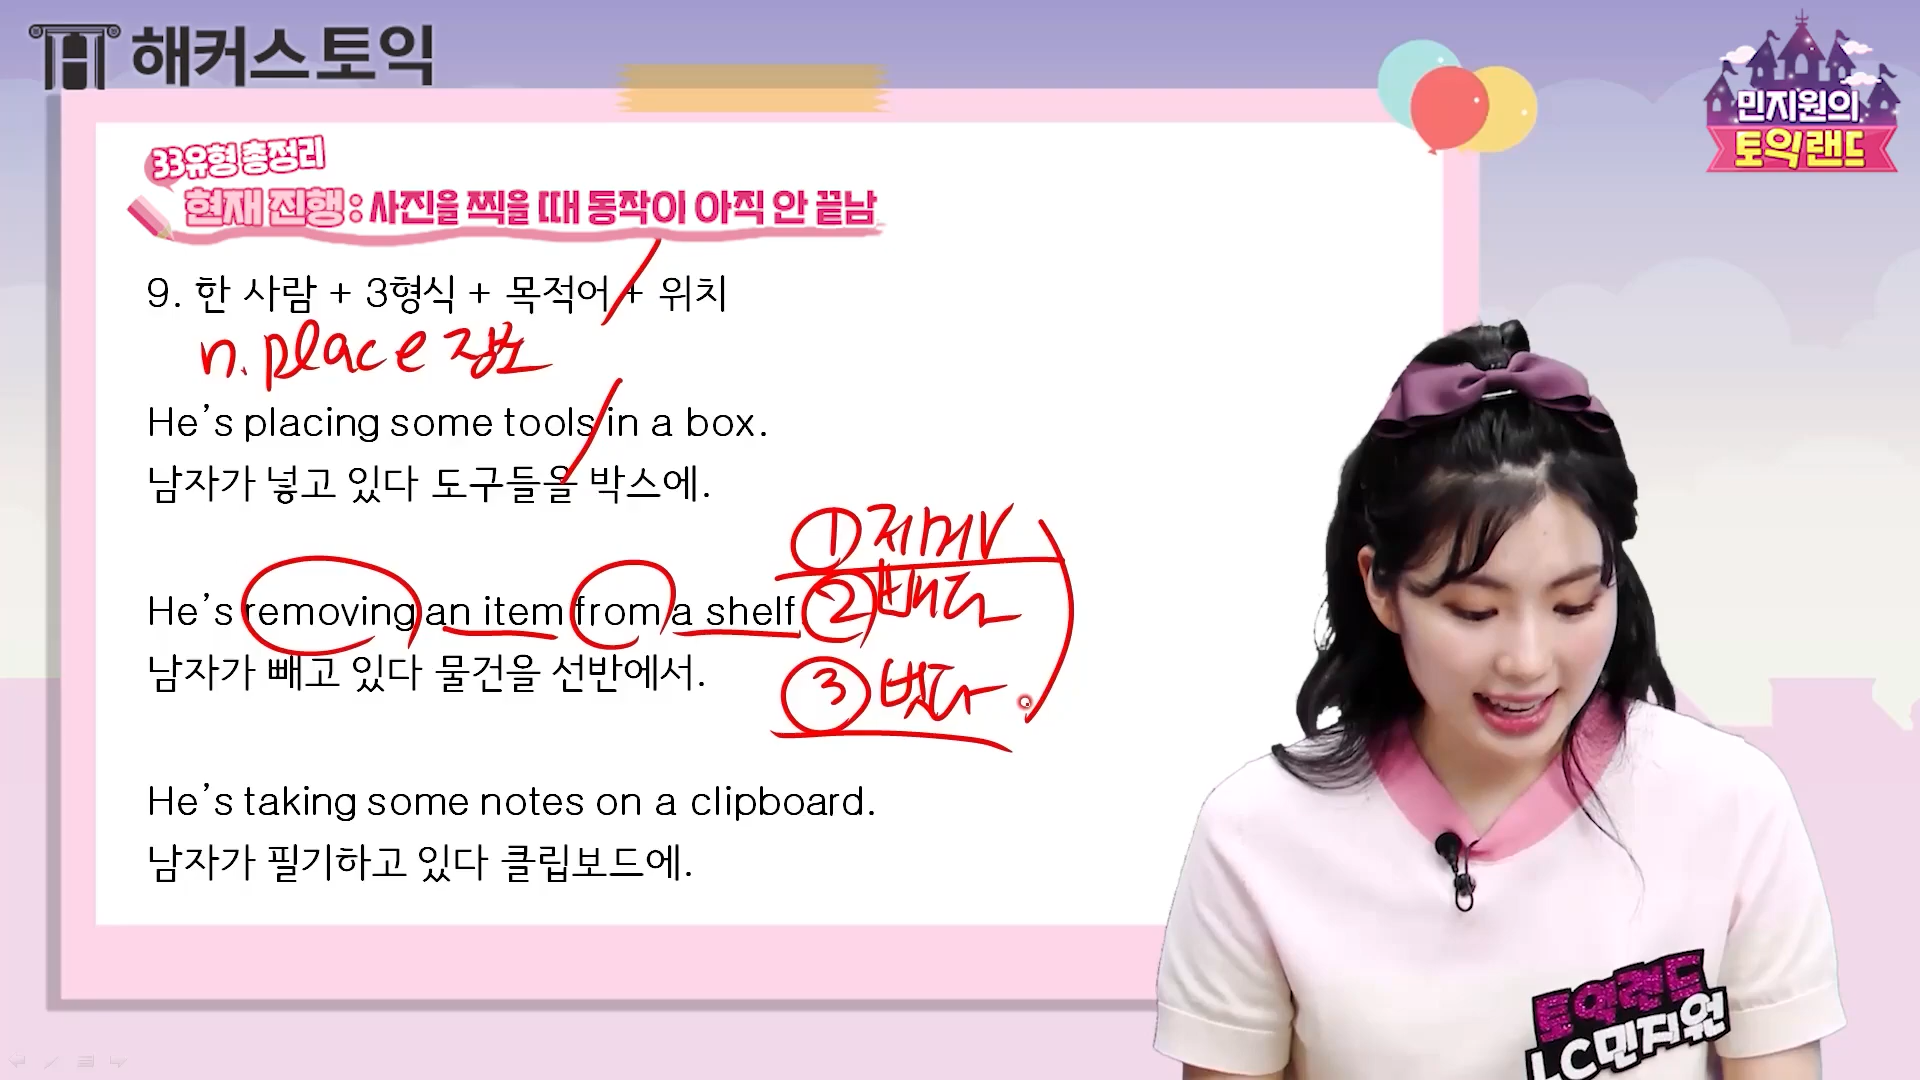 해커스토익
민지원의
토익랜드
33유형 총정리
현재 진행 : 사진을 찍을 때 동작이 아직 안 끝남
9. 한 사람 + 3형식 + 목적어 + 위치
n. place 장소
He's placing some tools in a box.
남자가 넣고 있다 도구들을 박스에.
① 제거
He's removing an item from a shelf
② 빼다
남자가 빼고 있다 물건을 선반에서.
③ 벗다
He's taking some notes on a clipboard.
남자가 필기하고 있다 클립보드에.
토익랜드
LC민지원